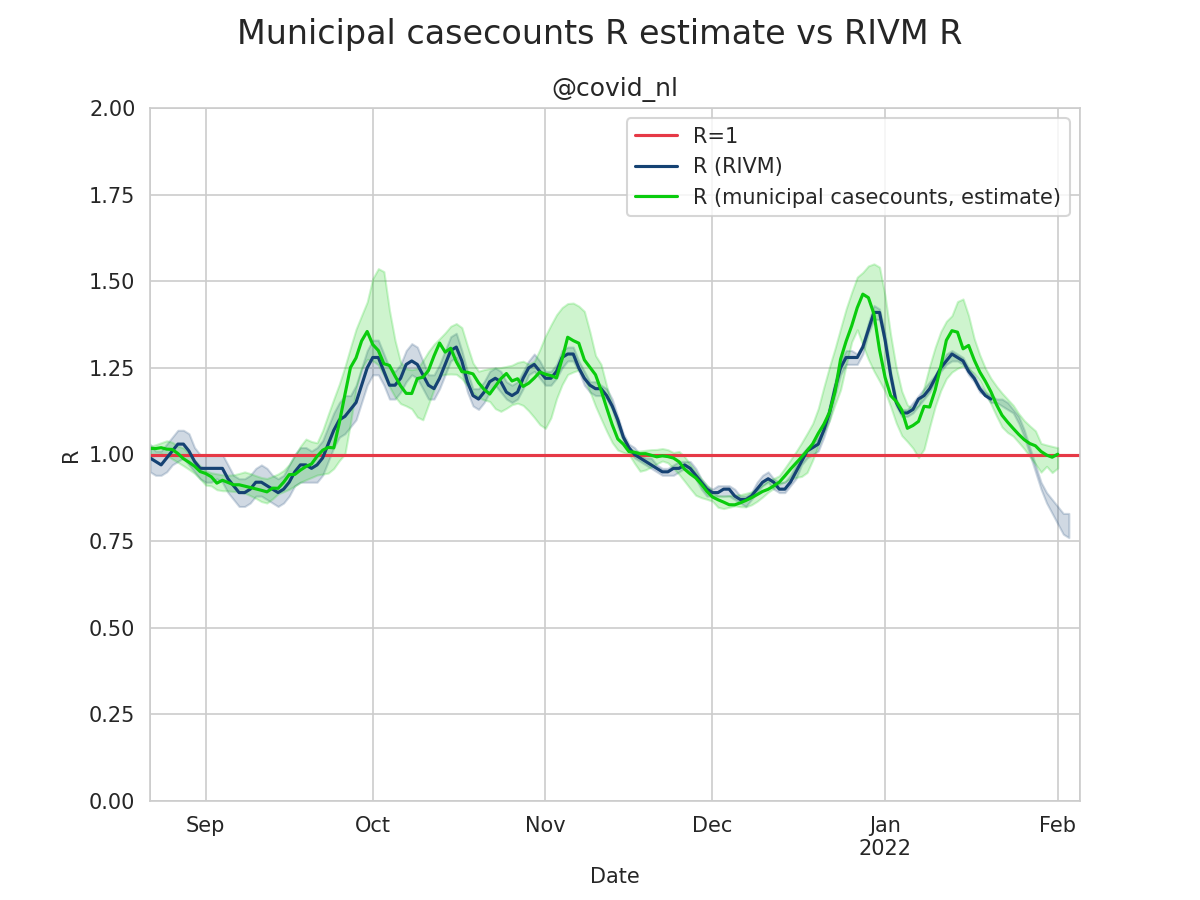 Municipal casecounts R estimate vs RIVM R
@covid_nl
R=1
R (RIVM)
R (municipal casecounts, estimate)
2.00
1.75
1.50
1.25
1.00
0.75
0.50
0.25
0.00
R
Sep
Oct
Nov
Dec
Jan
2022
Feb
Date